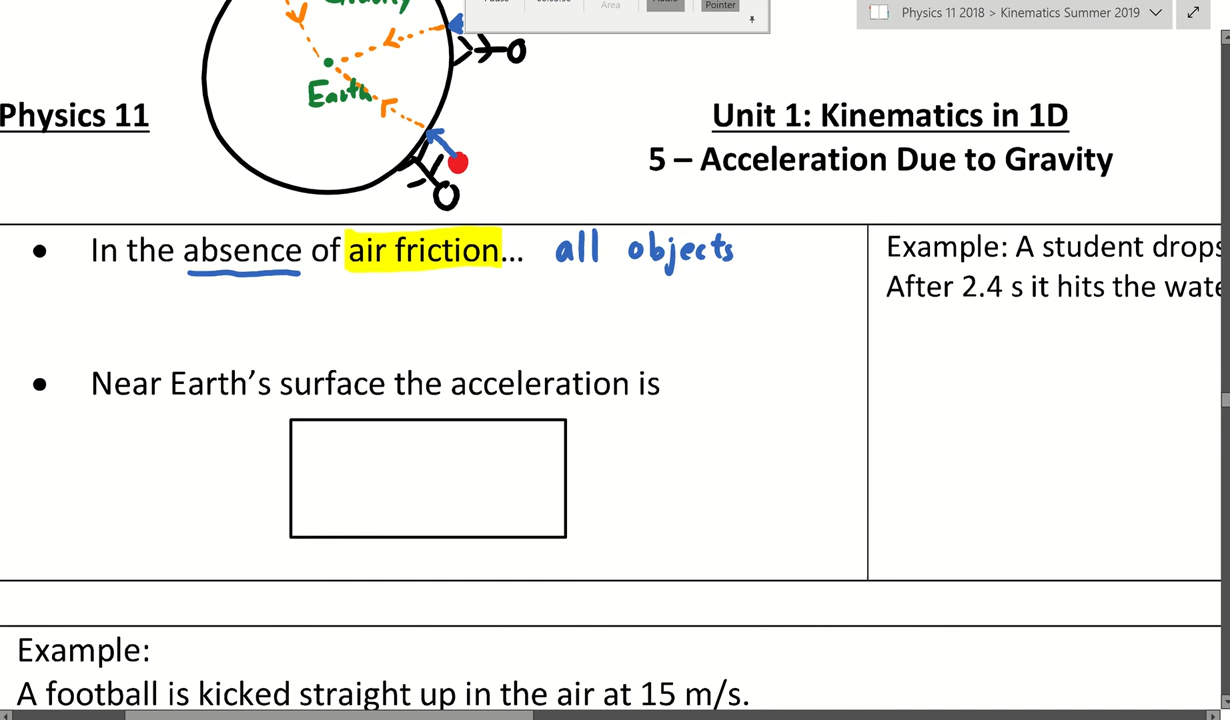 Physics 11 2018 > Kinematics Summer 2019
Area
Pointer
Gravity
Earth
Physics 11
Unit 1: Kinematics in 1D
5 – Acceleration Due to Gravity
• In the absence of air friction... all objects
• Near Earth's surface the acceleration is
Example: A student drops
After 2.4 s it hits the wate
Example:
A football is kicked straight up in the air at 15 m/s.